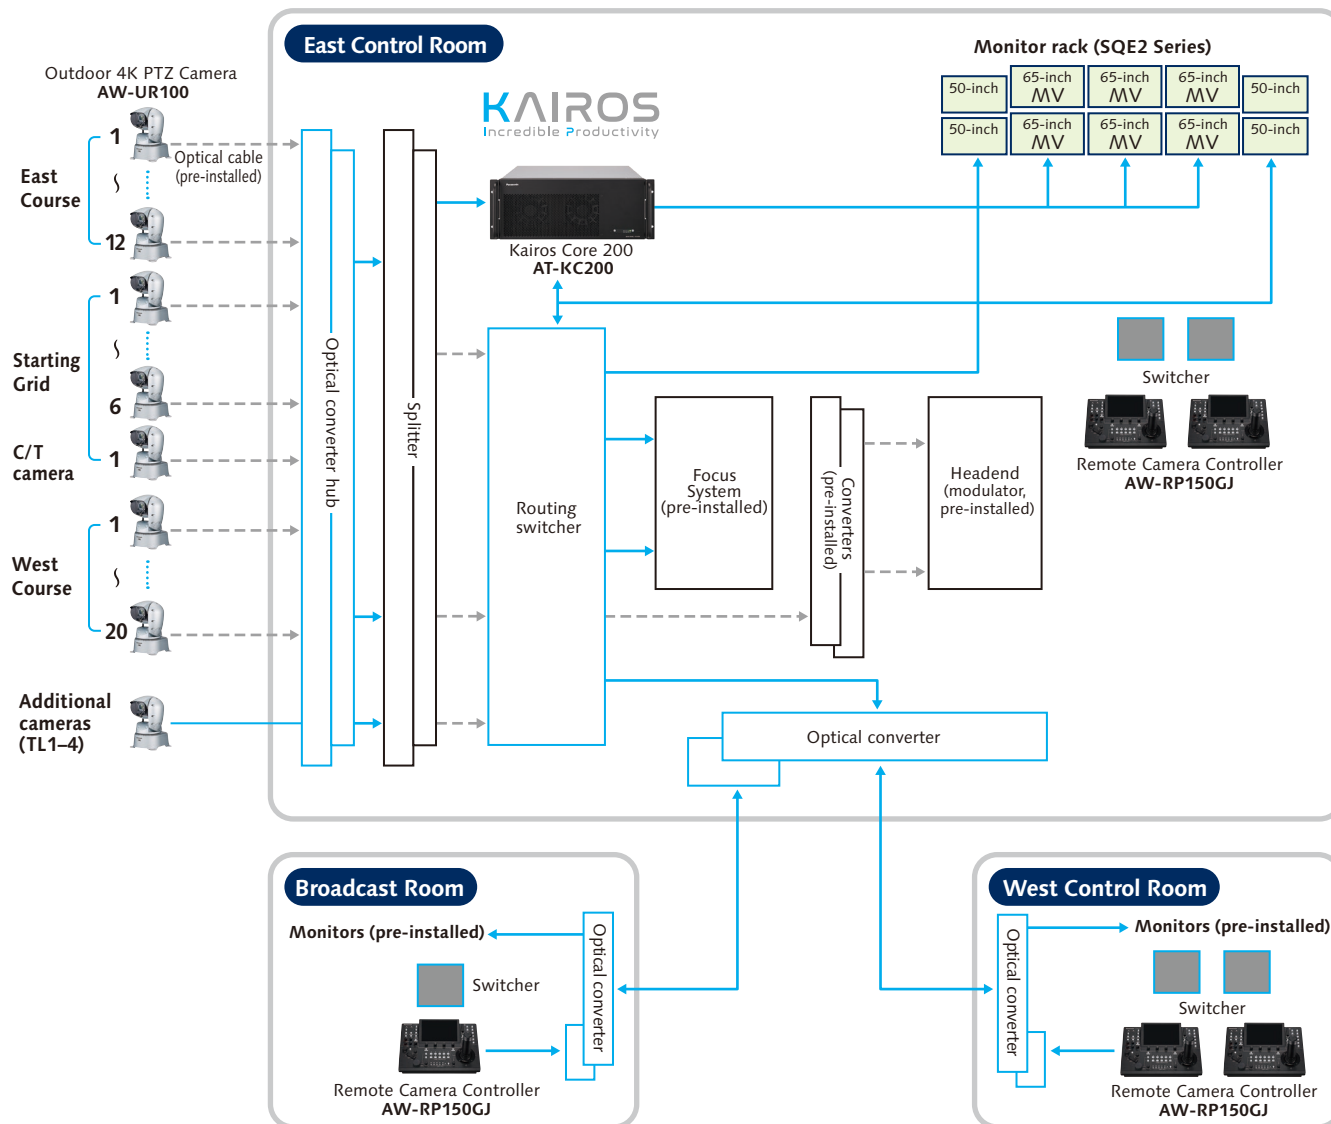 East Control Room
Monitor rack (SQE2 Series)
Outdoor 4K PTZ Camera
AW-UR100
KAIROS
Incredible Productivity
50-inch
65-inch
MV
65-inch
MV
65-inch
MV
50-inch
50-inch
65-inch
MV
65-inch
MV
65-inch
MV
50-inch
East
Course
1
12
Optical cable
(pre-installed)
Kairos Core 200
AT-KC200
Starting
Grid
1
6
C/T
camera
1
West
Course
1
20
Additional
cameras
(TL1–4)
Optical converter hub
Splitter
Routing
switcher
Focus
System
(pre-installed)
Converters
(pre-installed)
Headend
(modulator,
pre-installed)
Switcher
Remote Camera Controller
AW-RP150GJ
Optical converter
Broadcast Room
Monitors (pre-installed)
Optical converter
Switcher
Remote Camera Controller
AW-RP150GJ
West Control Room
Optical converter
Monitors (pre-installed)
Switcher
Remote Camera Controller
AW-RP150GJ